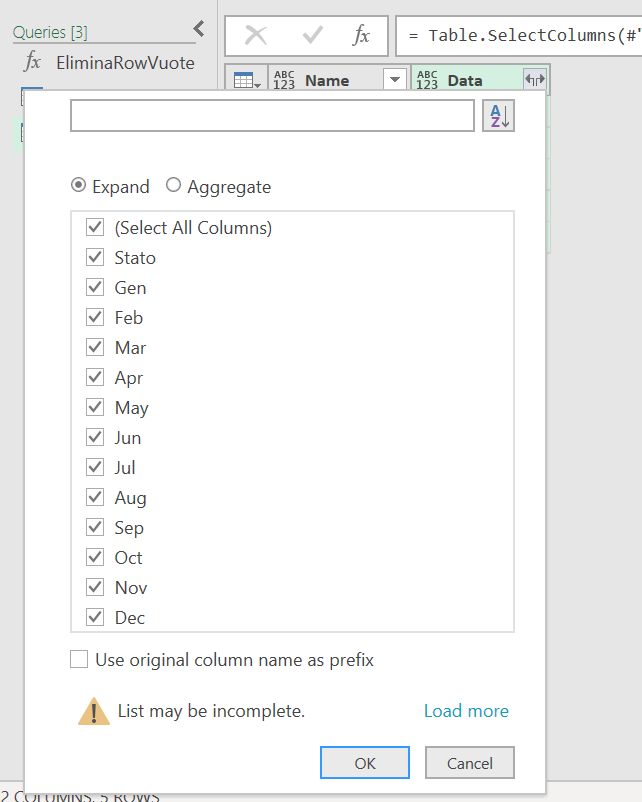 Queries [3]
fx EliminaRowVuote
fx = Table.SelectColumns(#"
ABC 123 Name ABC 123 Data
A Z
Expand Aggregate
(Select All Columns)
Stato
Gen
Feb
Mar
Apr
May
Jun
Jul
Aug
Sep
Oct
Nov
Dec
Use original column name as prefix
List may be incomplete. Load more
OK Cancel
2 COLUMNS, 5 ROWS